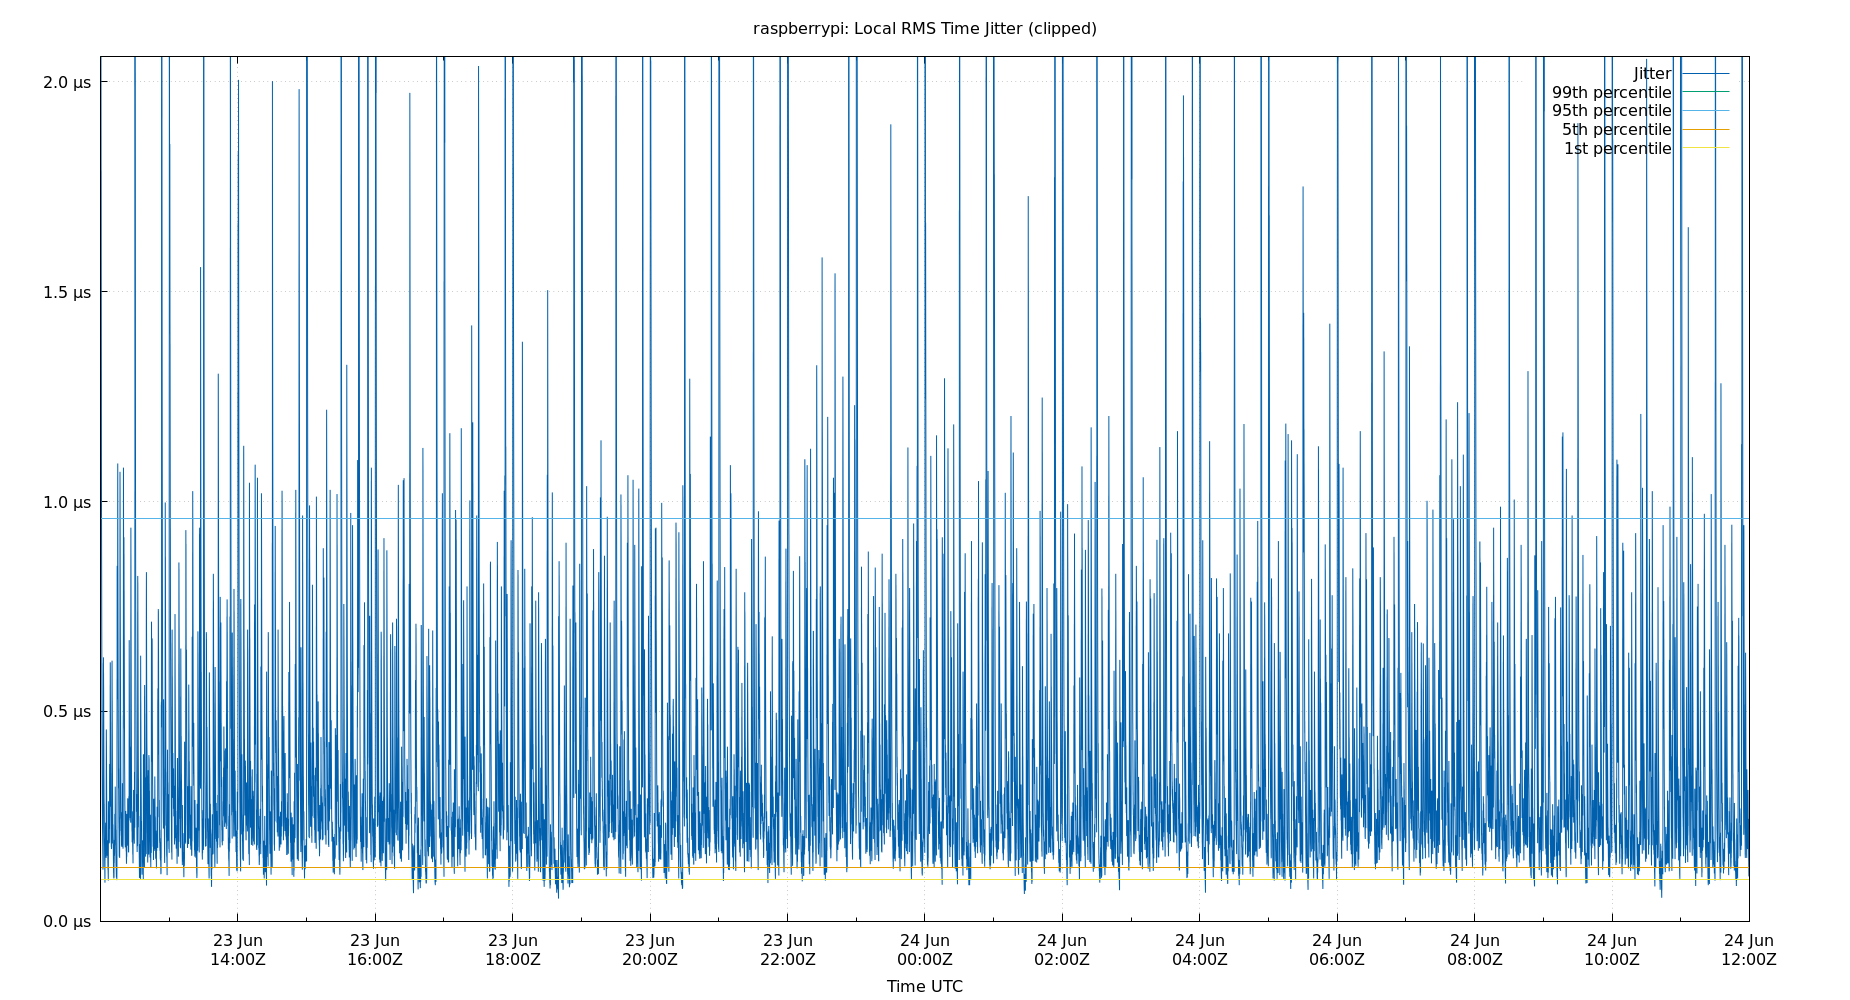 raspberrypi: Local RMS Time Jitter (clipped)
Jitter
99th percentile
95th percentile
5th percentile
1st percentile
2.0 µs
1.5 µs
1.0 µs
0.5 µs
0.0 µs
23 Jun 23 Jun 23 Jun 23 Jun 23 Jun 24 Jun 24 Jun 24 Jun 24 Jun 24 Jun 24 Jun 24 Jun
14:00Z 16:00Z 18:00Z 20:00Z 22:00Z 00:00Z 02:00Z 04:00Z 06:00Z 08:00Z 10:00Z 12:00Z
Time UTC